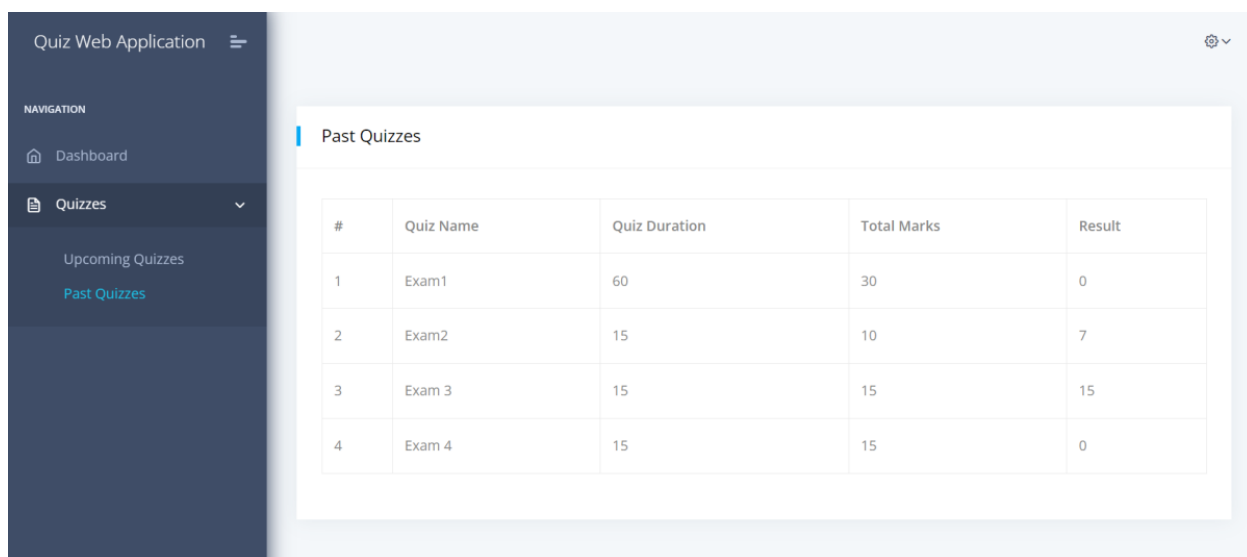 Quiz Web Application
NAVIGATION
Dashboard
Quizzes
Upcoming Quizzes
Past Quizzes
Past Quizzes
# Quiz Name Quiz Duration Total Marks Result
1 Exam1 60 30 0
2 Exam2 15 10 7
3 Exam 3 15 15 15
4 Exam 4 15 15 0